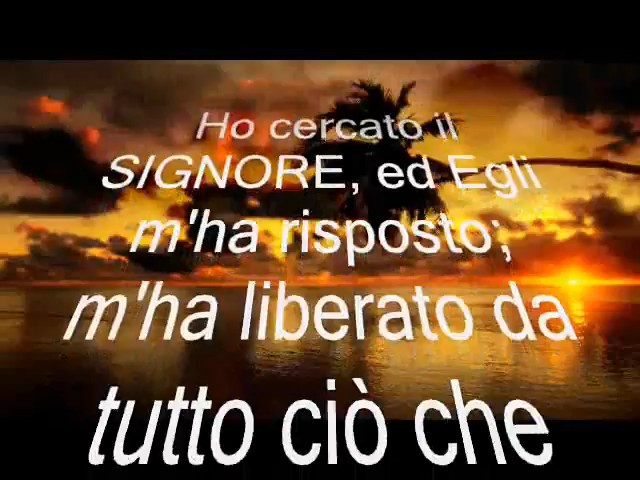 Ho cercato il
SIGNORE, ed Egli
m'ha risposto;
m'ha liberato da
tutto ciò che